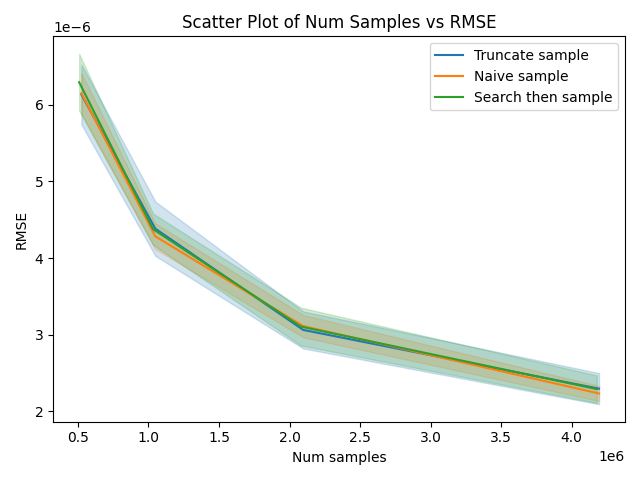 Scatter Plot of Num Samples vs RMSE
1e−6
Truncate sample
Naive sample
Search then sample
6
5
4
3
2
RMSE
0.5 1.0 1.5 2.0 2.5 3.0 3.5 4.0
1e6
Num samples